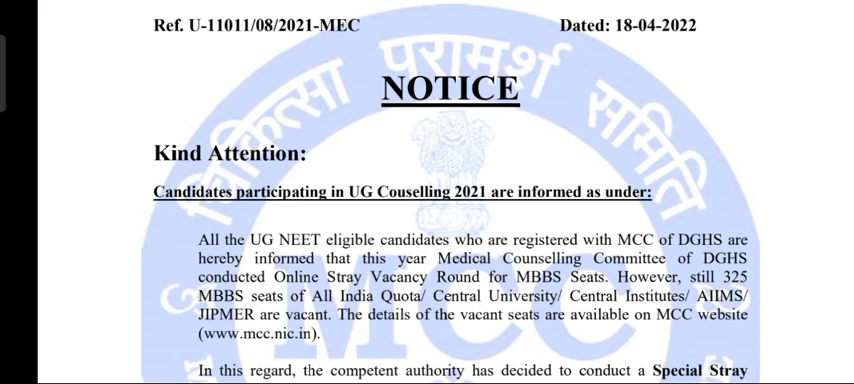 Ref. U-11011/08/2021-MEC Dated: 18-04-2022
चिकित्सा परामर्श समिति
NOTICE
Kind Attention:
Candidates participating in UG Couselling 2021 are informed as under:
All the UG NEET eligible candidates who are registered with MCC of DGHS are
hereby informed that this year Medical Counselling Committee of DGHS
conducted Online Stray Vacancy Round for MBBS Seats. However, still 325
MBBS seats of All India Quota/ Central University/ Central Institutes/ AIIMS/
JIPMER are vacant. The details of the vacant seats are available on MCC website
(www.mcc.nic.in).
MCC
In this regard, the competent authority has decided to conduct a Special Stray